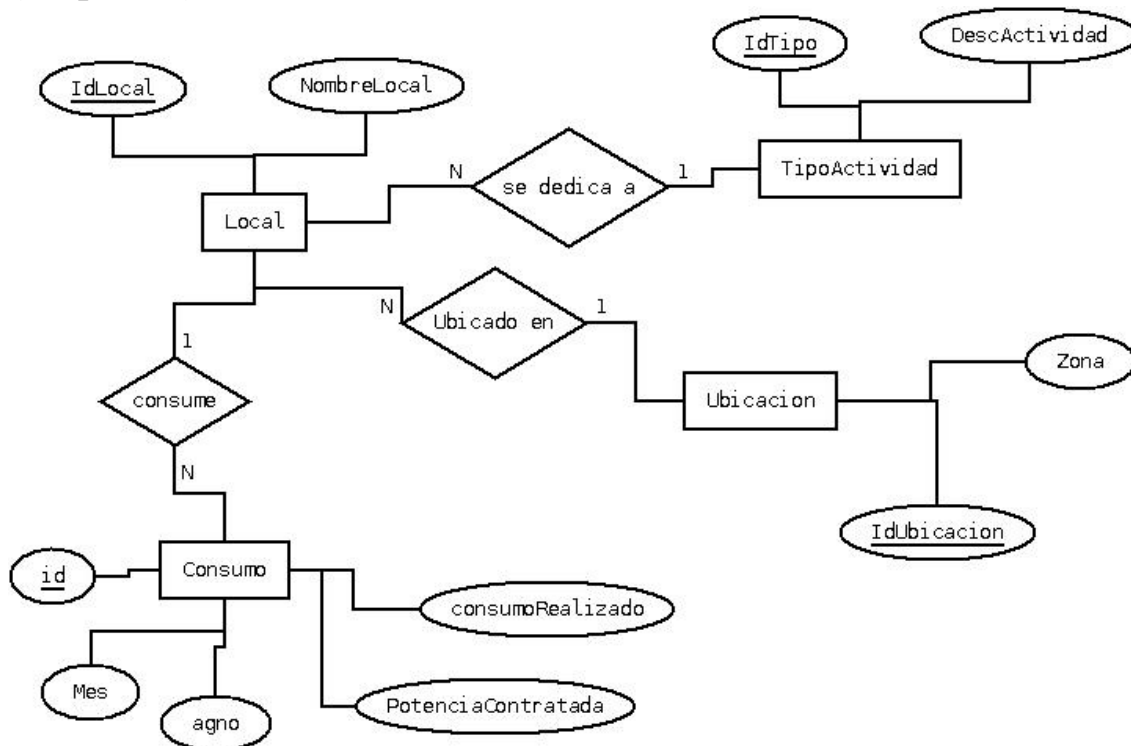 IdTipo
DescActividad
IdLocal
NombreLocal
N
se dedica a
1
TipoActividad
Local
N
Ubicado en
1
Zona
1
consume
Ubicacion
N
IdUbicacion
id
Consumo
consumoRealizado
Mes
agno
PotenciaContratada